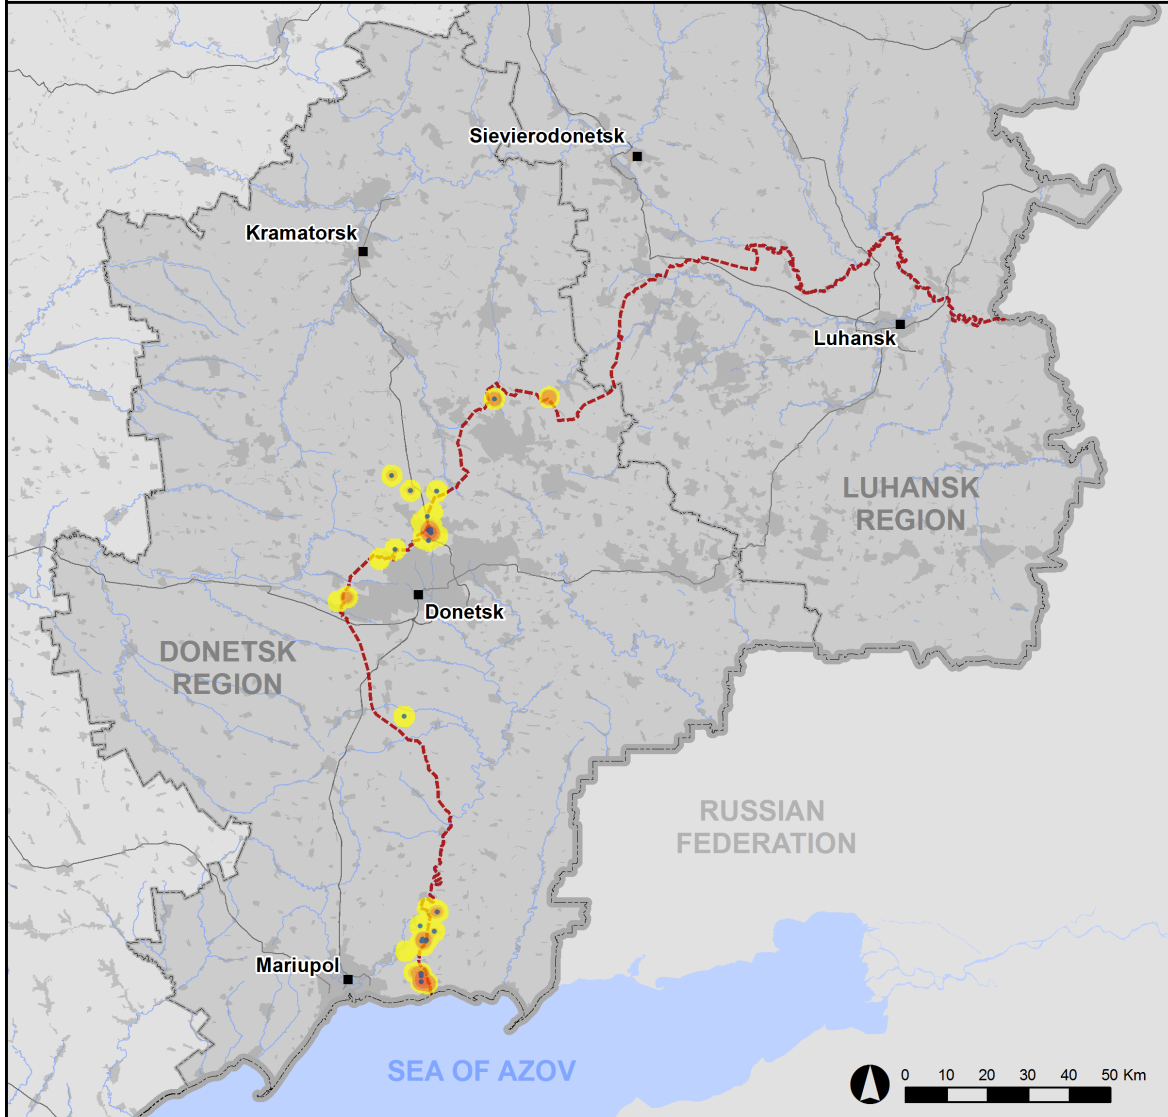 Sievierodonetsk
Kramatorsk
Luhansk
LUHANSK
REGION
Donetsk
DONETSK
REGION
RUSSIAN
FEDERATION
Mariupol
SEA OF AZOV
0 10 20 30 40 50 Km